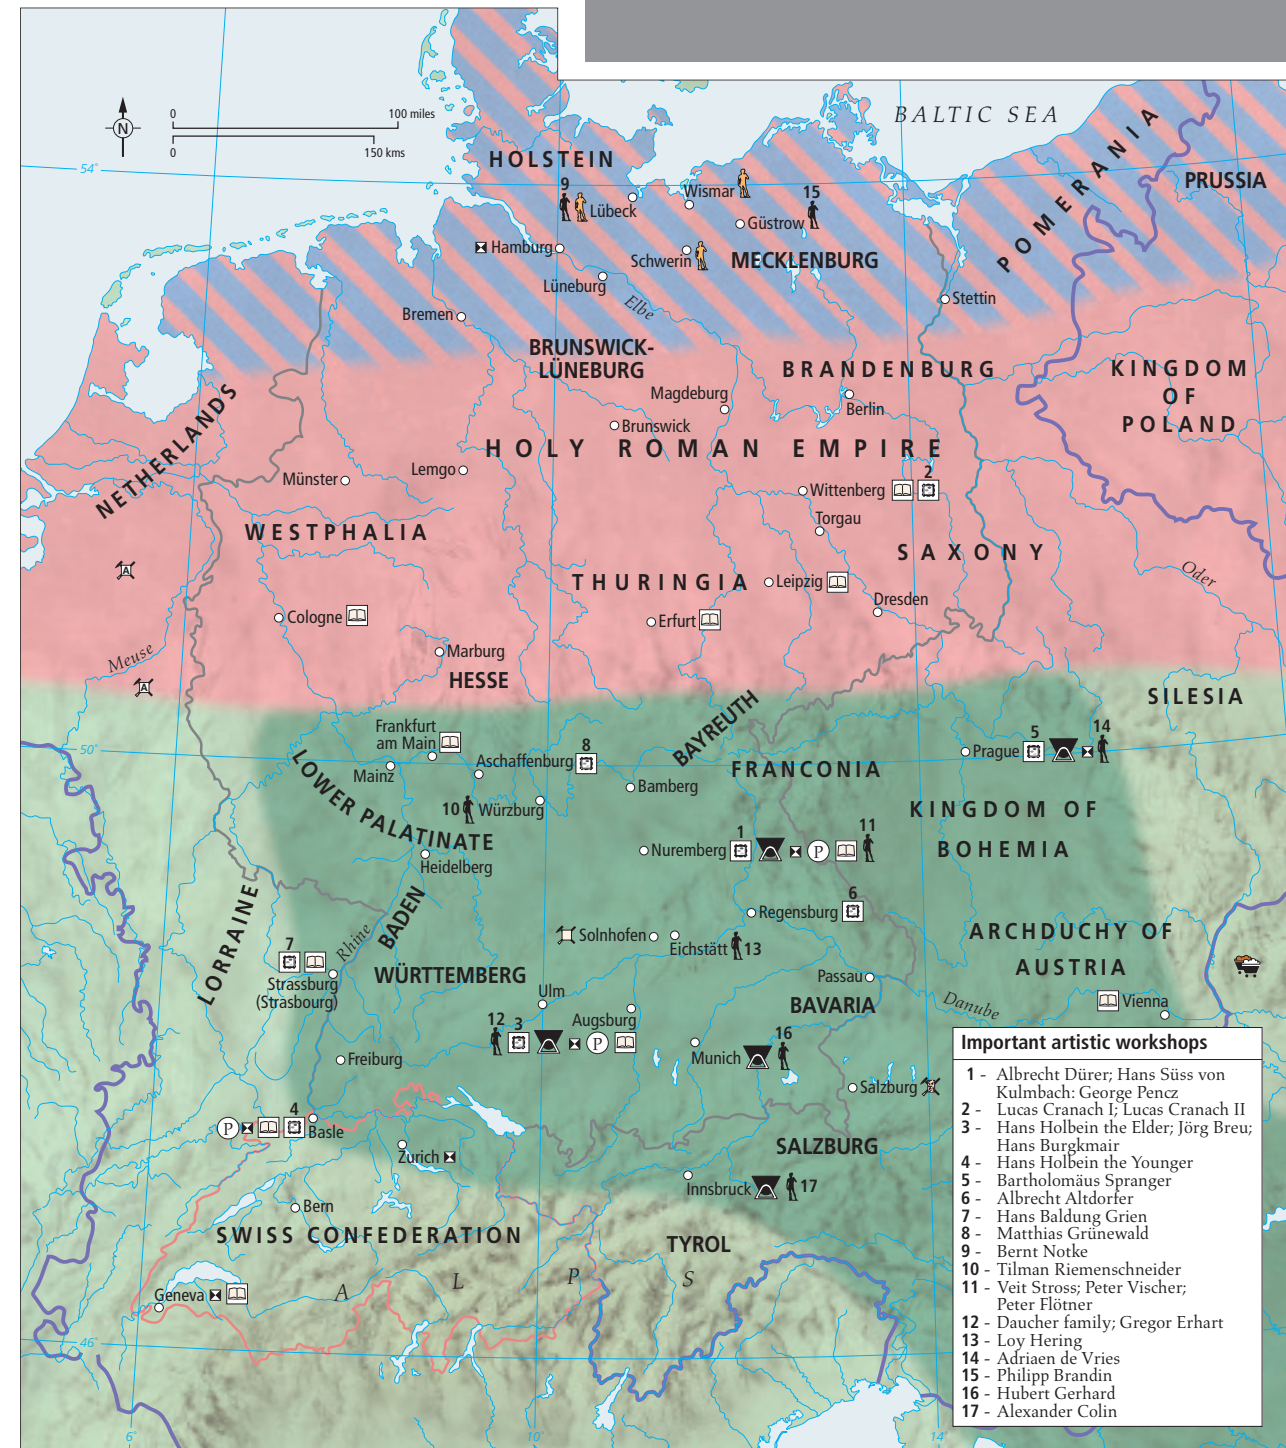 0
100 miles
N
0
150 kms
BALTIC SEA
54°
HOLSTEIN
POMERANIA
PRUSSIA
9
Lübeck
Wismar
15
Güstrow
Hamburg
Schwerin
MECKLENBURG
Lüneburg
Elbe
Stettin
Bremen
BRUNSWICK-
LÜNEBURG
BRANDENBURG
KINGDOM
OF
POLAND
Magdeburg
Berlin
NETHERLANDS
Brunswick
HOLY ROMAN EMPIRE
Lemgo
Münster
2
Wittenberg
Torgau
WESTPHALIA
SAXONY
A
THURINGIA
Leipzig
Oder
Dresden
Cologne
Erfurt
Meuse
Marburg
A
HESSE
SILESIA
BAYREUTH
50°
Frankfurt
am Main
8
Aschaffenburg
5
14
Prague
Mainz
FRANCONIA
LOWER PALATINATE
Bamberg
10
Würzburg
KINGDOM OF
BOHEMIA
1
11
Nuremberg
P
Heidelberg
LORRAINE
BADEN
6
Regensburg
Rhine
Solnhofen
Eichstätt
13
ARCHDUCHY OF
AUSTRIA
7
Strassburg
(Strasbourg)
WÜRTTEMBERG
Passau
Ulm
BAVARIA
Danube
Vienna
12
3
Augsburg
P
16
Munich
Freiburg
Salzburg
4
P
Basle
Zurich
SALZBURG
Innsbruck
17
Bern
SWISS CONFEDERATION
TYROL
A L P S
Geneva
46°
6°
10°
14°
Important artistic workshops
1 - Albrecht Dürer; Hans Süss von
Kulmbach: George Pencz
2 - Lucas Cranach I; Lucas Cranach II
3 - Hans Holbein the Elder; Jörg Breu;
Hans Burgkmair
4 - Hans Holbein the Younger
5 - Bartholomäus Spranger
6 - Albrecht Altdorfer
7 - Hans Baldung Grien
8 - Matthias Grünewald
9 - Bernt Notke
10 - Tilman Riemenschneider
11 - Veit Stross; Peter Vischer;
Peter Flötner
12 - Daucher family; Gregor Erhart
13 - Loy Hering
14 - Adriaen de Vries
15 - Philipp Brandin
16 - Hubert Gerhard
17 - Alexander Colin